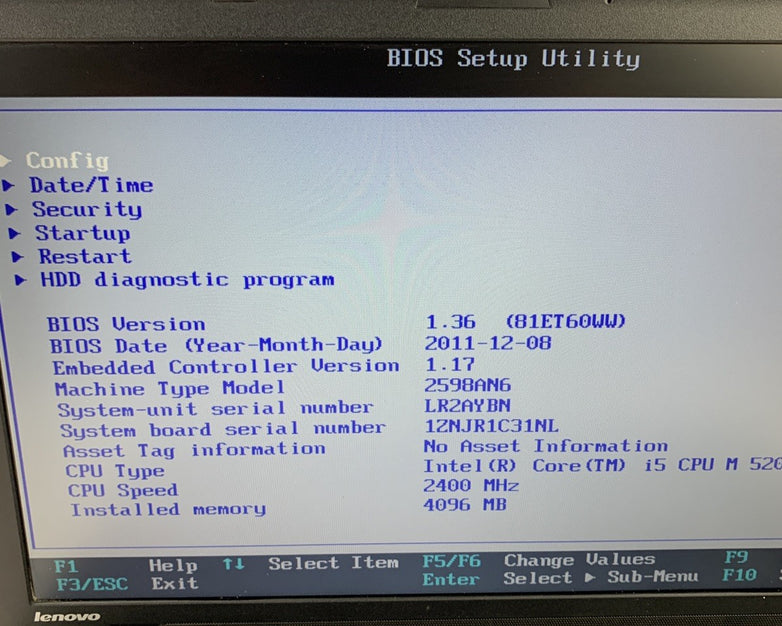 BIOS Setup Utility
Config
Date/Time
Security
Startup
Restart
HDD diagnostic program
BIOS Version 1.36 (81ET60WW)
BIOS Date (Year-Month-Day) 2011-12-08
Embedded Controller Version 1.17
Machine Type Model 2598AN6
System-unit serial number LR2AYBN
System board serial number 1ZNJR1C31NL
Asset Tag information No Asset Information
CPU Type Intel(R) Core(TM) i5 CPU M 520
CPU Speed 2400 MHz
Installed memory 4096 MB
F1 Help ↑↓ Select Item F5/F6 Change Values F9
F3/ESC Exit Enter Select ▶ Sub-Menu F10
lenovo